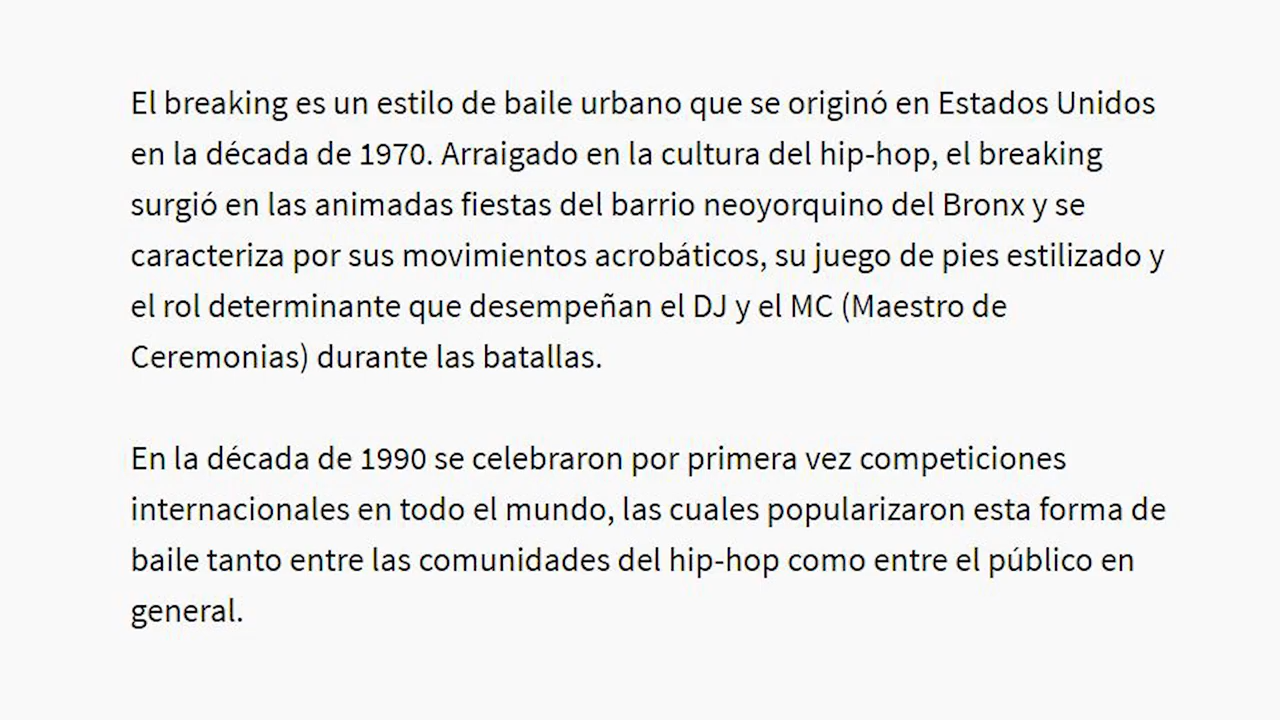 El breaking es un estilo de baile urbano que se originó en Estados Unidos
en la década de 1970. Arraigado en la cultura del hip-hop, el breaking
surgió en las animadas fiestas del barrio neoyorquino del Bronx y se
caracteriza por sus movimientos acrobáticos, su juego de pies estilizado y
el rol determinante que desempeñan el DJ y el MC (Maestro de
Ceremonias) durante las batallas.
En la década de 1990 se celebraron por primera vez competiciones
internacionales en todo el mundo, las cuales popularizaron esta forma de
baile tanto entre las comunidades del hip-hop como entre el público en
general.